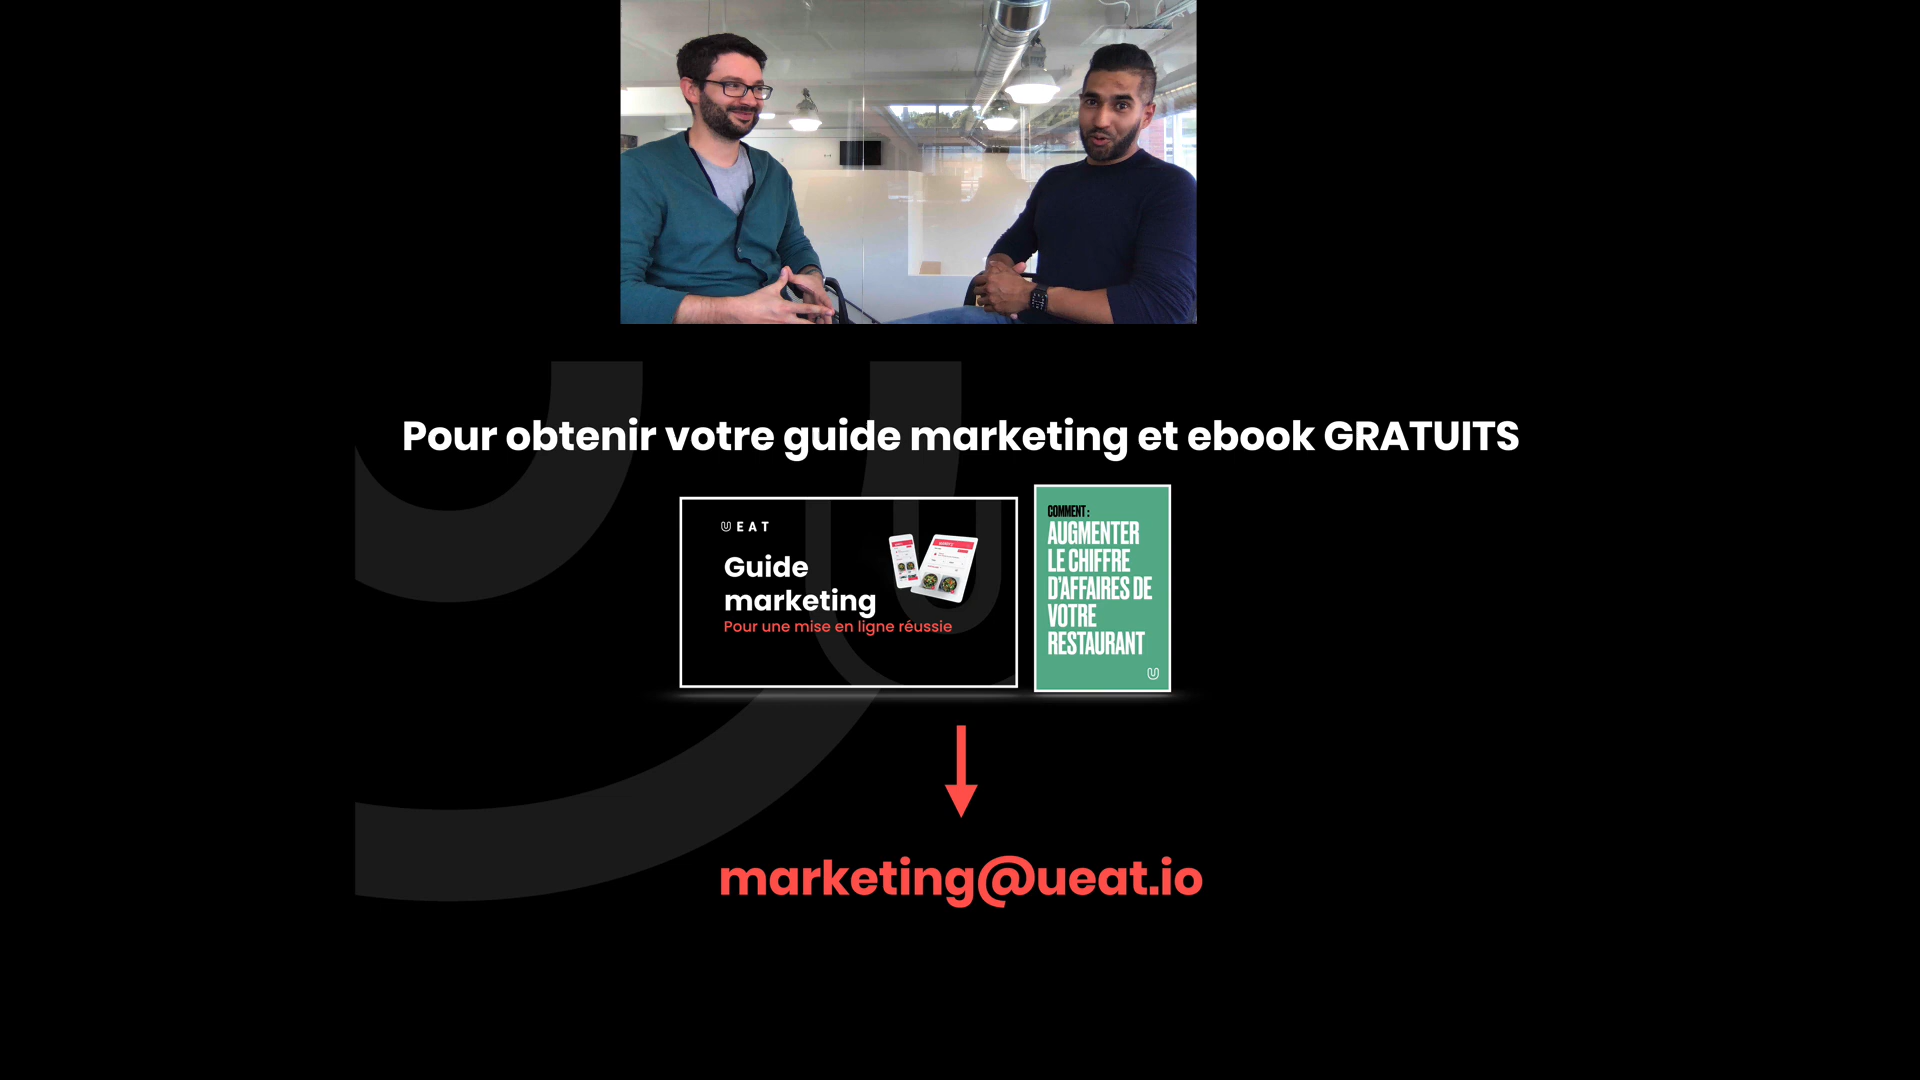 Pour obtenir votre guide marketing et ebook GRATUITS
UEAT
Guide
marketing
Pour une mise en ligne réussie
COMMENT :
AUGMENTER
LE CHIFFRE
D'AFFAIRES DE
VOTRE
RESTAURANT
U
marketing@ueat.io